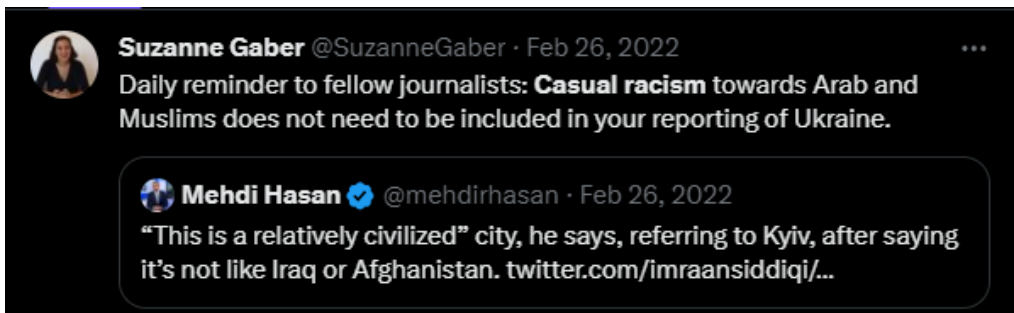 Suzanne Gaber @SuzanneGaber · Feb 26, 2022
Daily reminder to fellow journalists: Casual racism towards Arab and
Muslims does not need to be included in your reporting of Ukraine.
Mehdi Hasan @mehdirhasan · Feb 26, 2022
“This is a relatively civilized” city, he says, referring to Kyiv, after saying
it’s not like Iraq or Afghanistan. twitter.com/imraansiddiqi/...